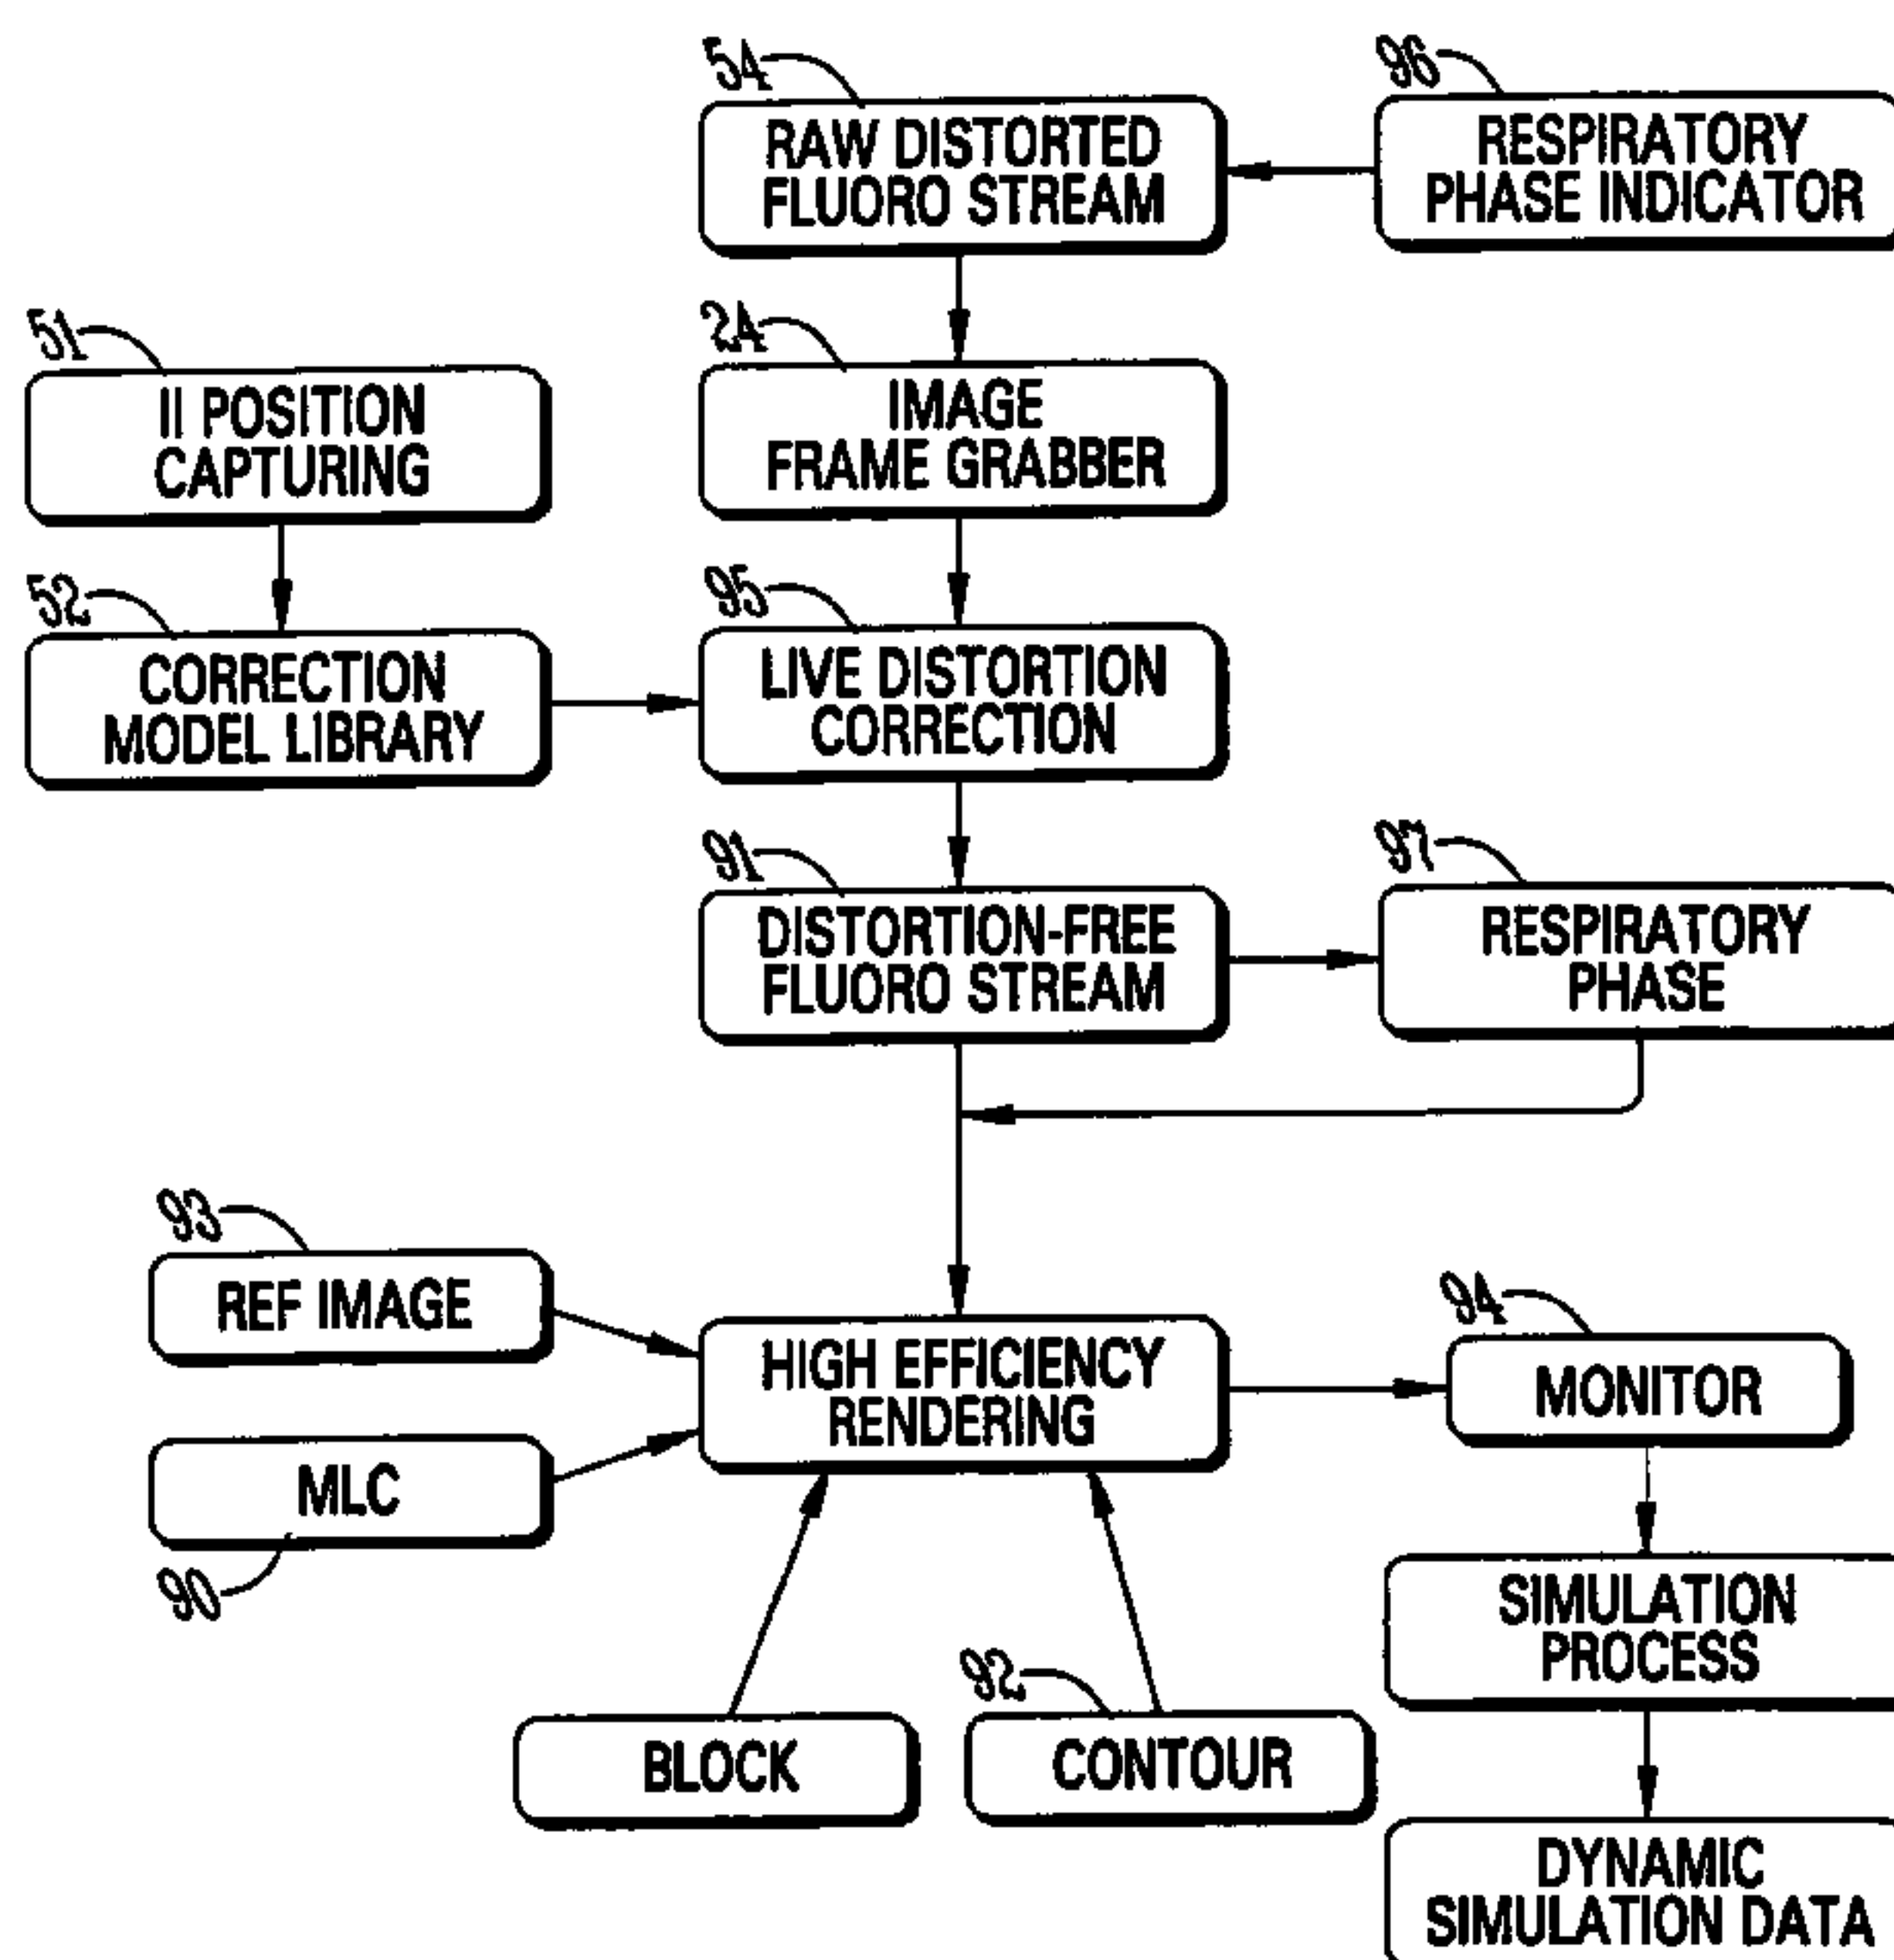 54
RAW DISTORTED
FLUORO STREAM
96
RESPIRATORY
PHASE INDICATOR
51
II POSITION
CAPTURING
24
IMAGE
FRAME GRABBER
52
CORRECTION
MODEL LIBRARY
95
LIVE DISTORTION
CORRECTION
91
DISTORTION-FREE
FLUORO STREAM
97
RESPIRATORY
PHASE
93
REF IMAGE
HIGH EFFICIENCY
RENDERING
94
MONITOR
MLC
90
SIMULATION
PROCESS
BLOCK
92
CONTOUR
DYNAMIC
SIMULATION DATA